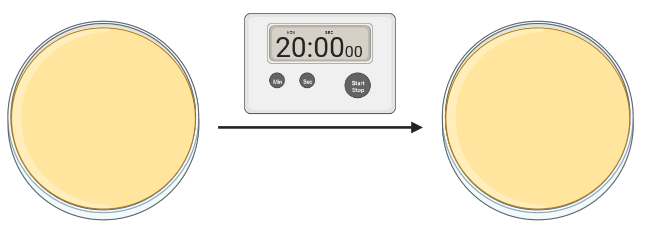 MIN SEC
20:0000
Min Sec
Start
Stop